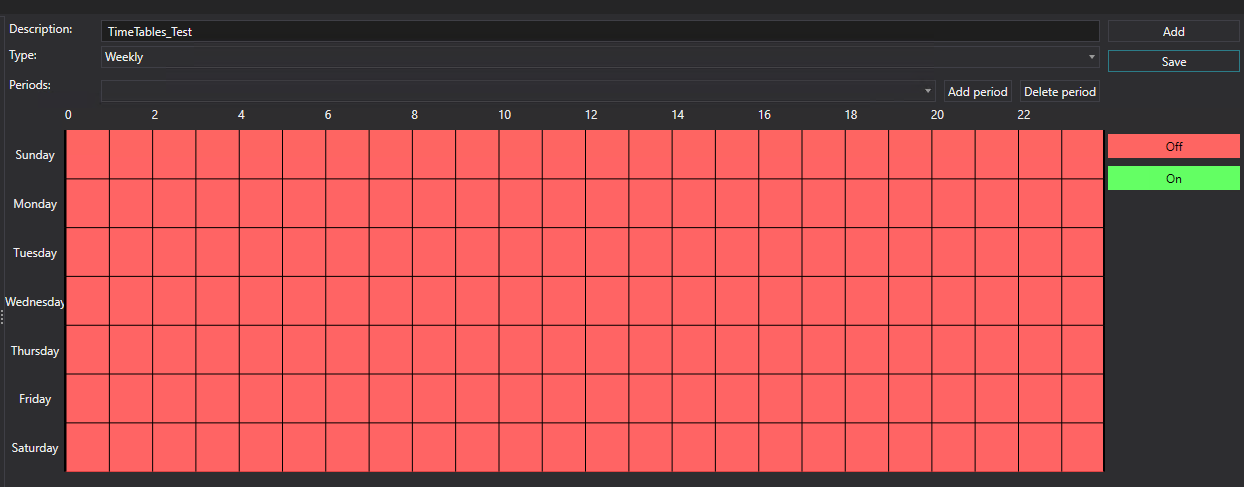 Description: TimeTables_Test Add
Type: Weekly Save
Periods: Add period Delete period
0 2 4 6 8 10 12 14 16 18 20 22
Sunday Off
On
Monday
Tuesday
Wednesday
Thursday
Friday
Saturday